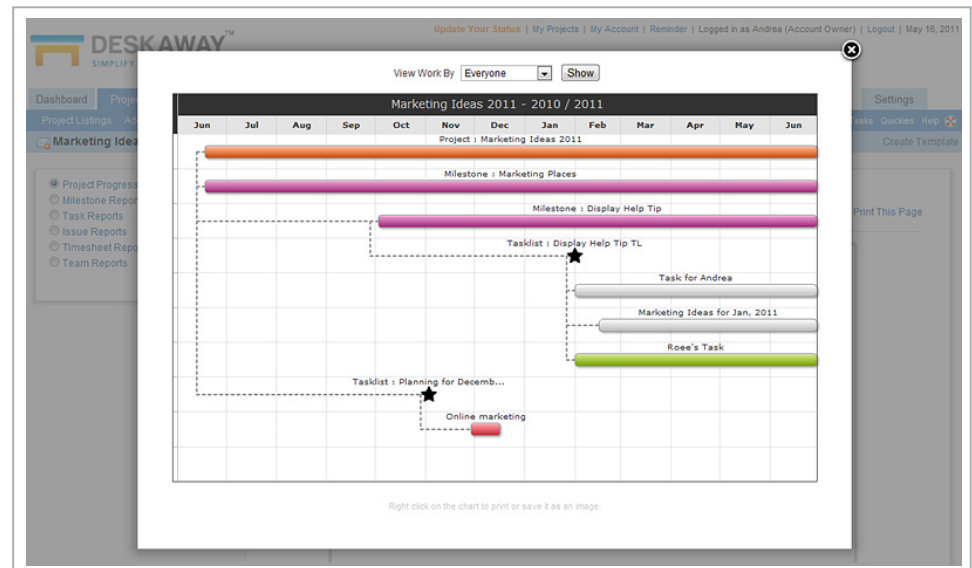 Update Your Status | My Projects | My Account | Reminder | Logged in as Andrea (Account Owner) | Logout | May 16, 2011
DESKAWAY™
SIMPLIFY
View Work By Everyone Show
Dashboard Settings
Project Listings Quickies Help
Marketing Create Template
Marketing Ideas 2011 - 2010 / 2011
Jun Jul Aug Sep Oct Nov Dec Jan Feb Mar Apr May Jun
Project : Marketing Ideas 2011
Milestone : Marketing Places
Project Progress
Milestone
Task Reports
Issue Reports
Timesheet
Team Reports
Print This Page
Milestone : Display Help Tip
Tasklist : Display Help Tip TL
Task for Andrea
Marketing Ideas for Jan, 2011
Roee's Task
Tasklist : Planning for Decemb...
Online marketing
Right click on the chart to print or save it as an image.